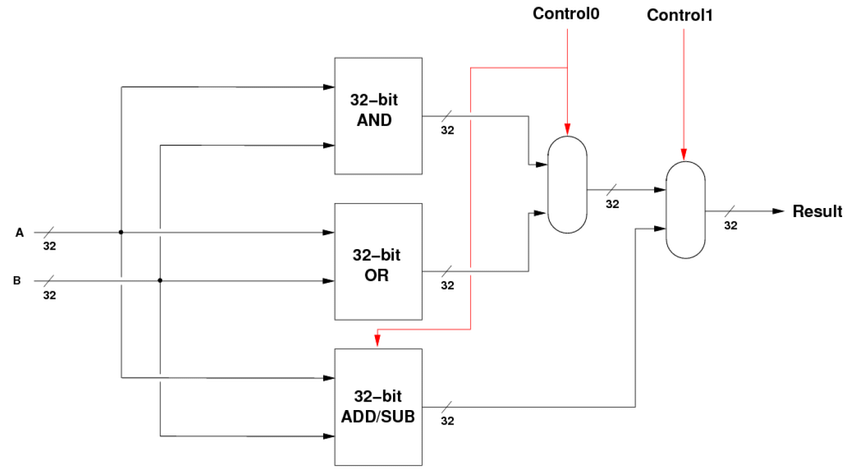 Control0
Control1
32−bit
AND
32
32
32
A
32
Result
32
B
32
32−bit
OR
32
32−bit
ADD/SUB
32